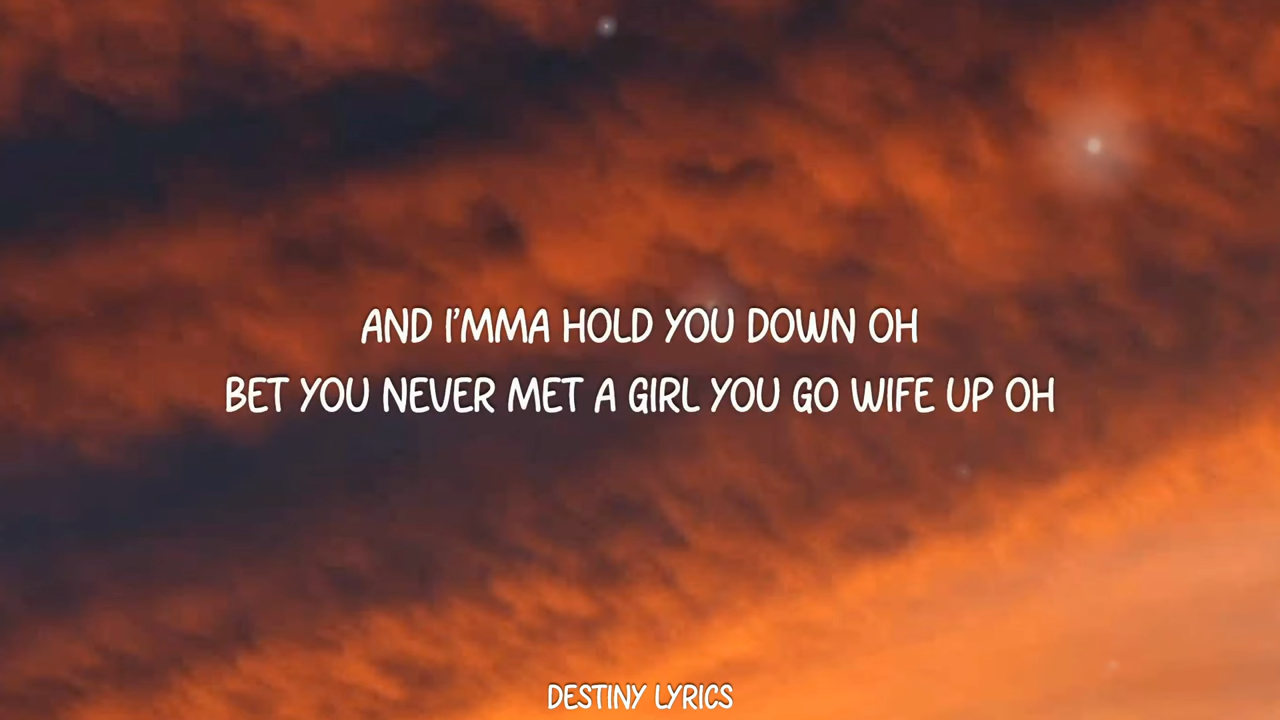 AND I'MMA HOLD YOU DOWN OH
BET YOU NEVER MET A GIRL YOU GO WIFE UP OH
DESTINY LYRICS